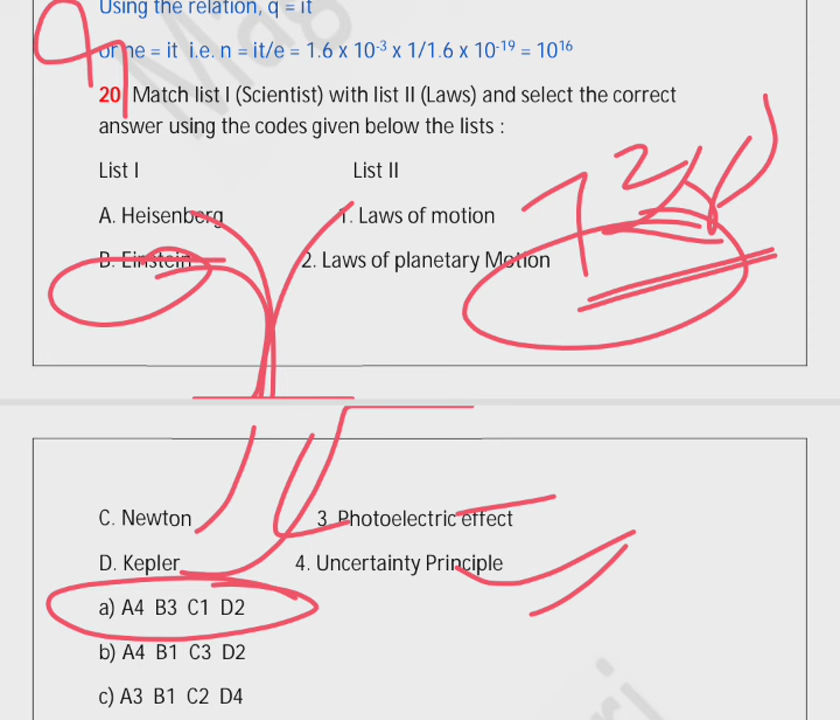 Using the relation, q = it
or ne = it i.e. n = it/e = 1.6 x 10⁻³ x 1/1.6 x 10⁻¹⁹ = 10¹⁶
20 Match list I (Scientist) with list II (Laws) and select the correct
answer using the codes given below the lists :
List I List II
A. Heisenberg 1. Laws of motion
B. Einstein 2. Laws of planetary Motion
C. Newton 3. Photoelectric effect
D. Kepler 4. Uncertainty Principle
a) A4 B3 C1 D2
b) A4 B1 C3 D2
c) A3 B1 C2 D4